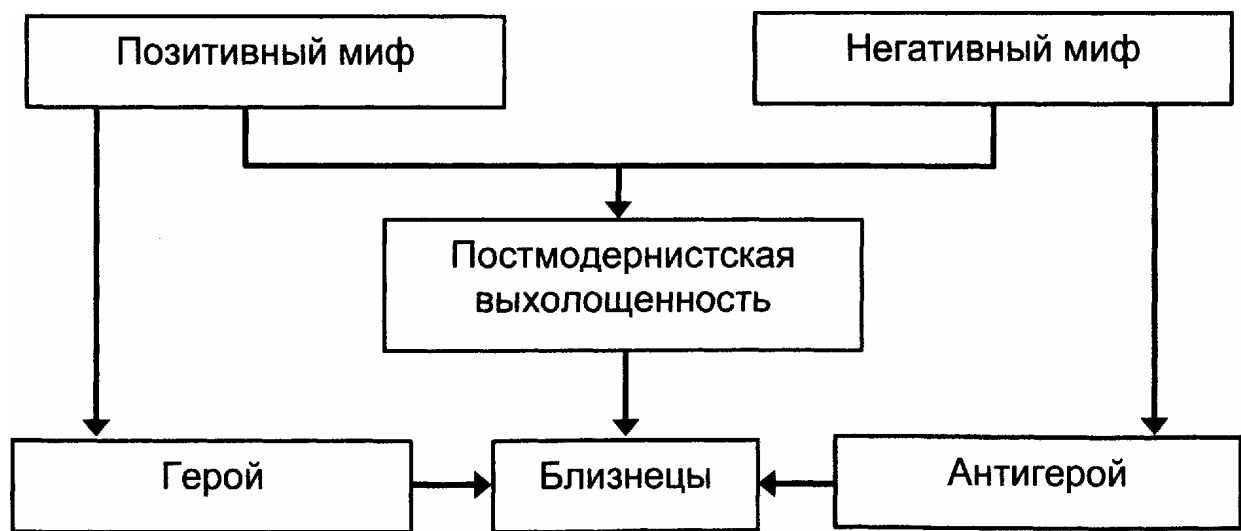 Позитивный миф
Негативный миф
Постмодернистская
выхолощенность
Герой
Близнецы
Антигерой